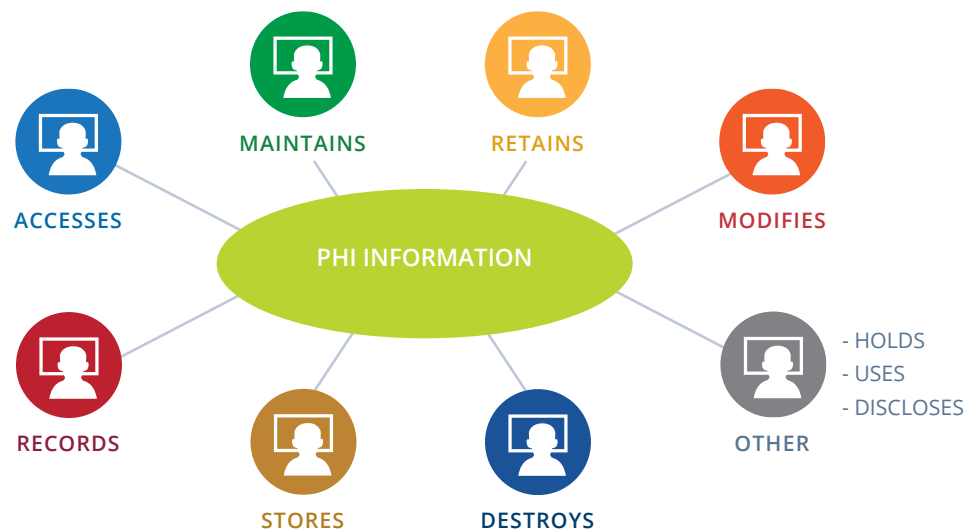 MAINTAINS
RETAINS
ACCESSES
MODIFIES
PHI INFORMATION
- HOLDS
- USES
- DISCLOSES
RECORDS
OTHER
STORES
DESTROYS